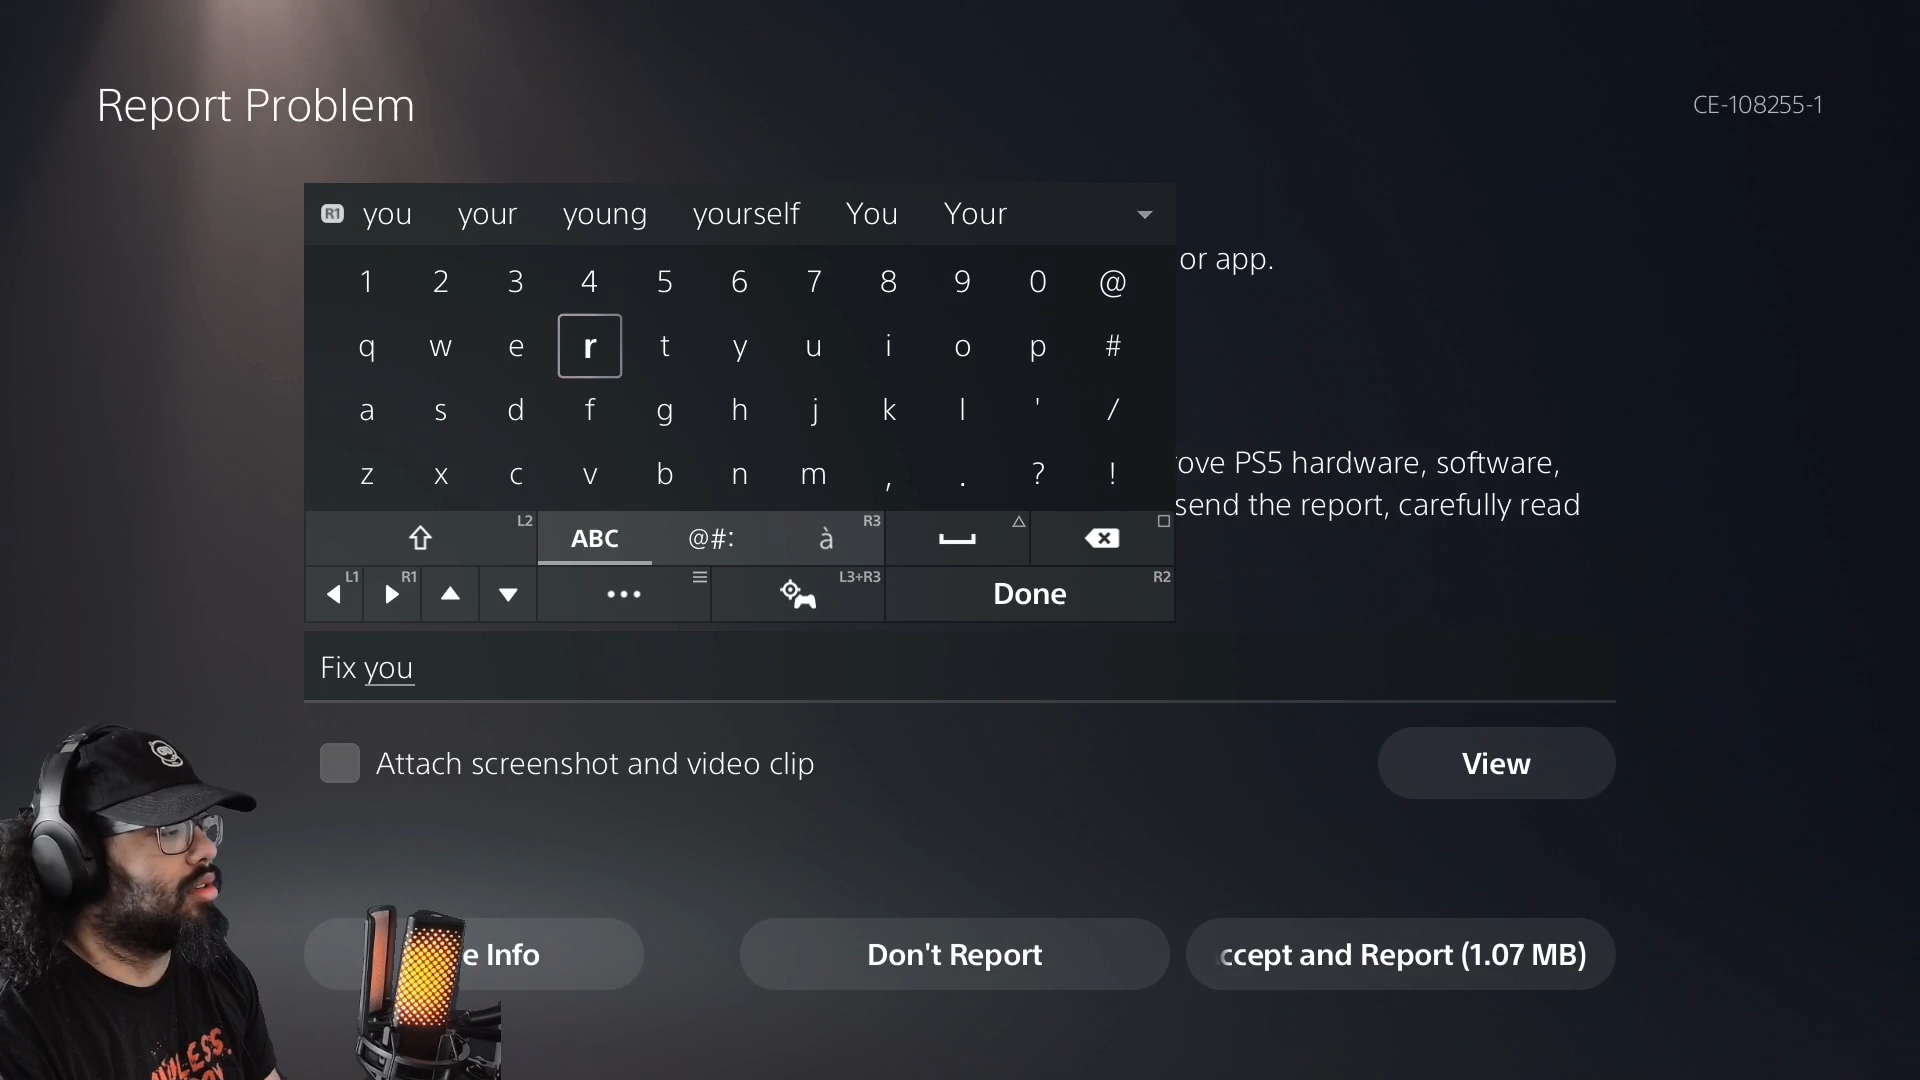 Report Problem
CE-108255-1
R1 you your young yourself You Your
or app.
1 2 3 4 5 6 7 8 9 0 @
q w e r t y u i o p #
a s d f g h j k l ' /
z x c v b n m , . ? !
ove PS5 hardware, software,
send the report, carefully read
L2 ABC @#: à R3
L1 R1 ... L3+R3 Done R2
Fix you
Attach screenshot and video clip
View
e Info
Don't Report
ccept and Report (1.07 MB)